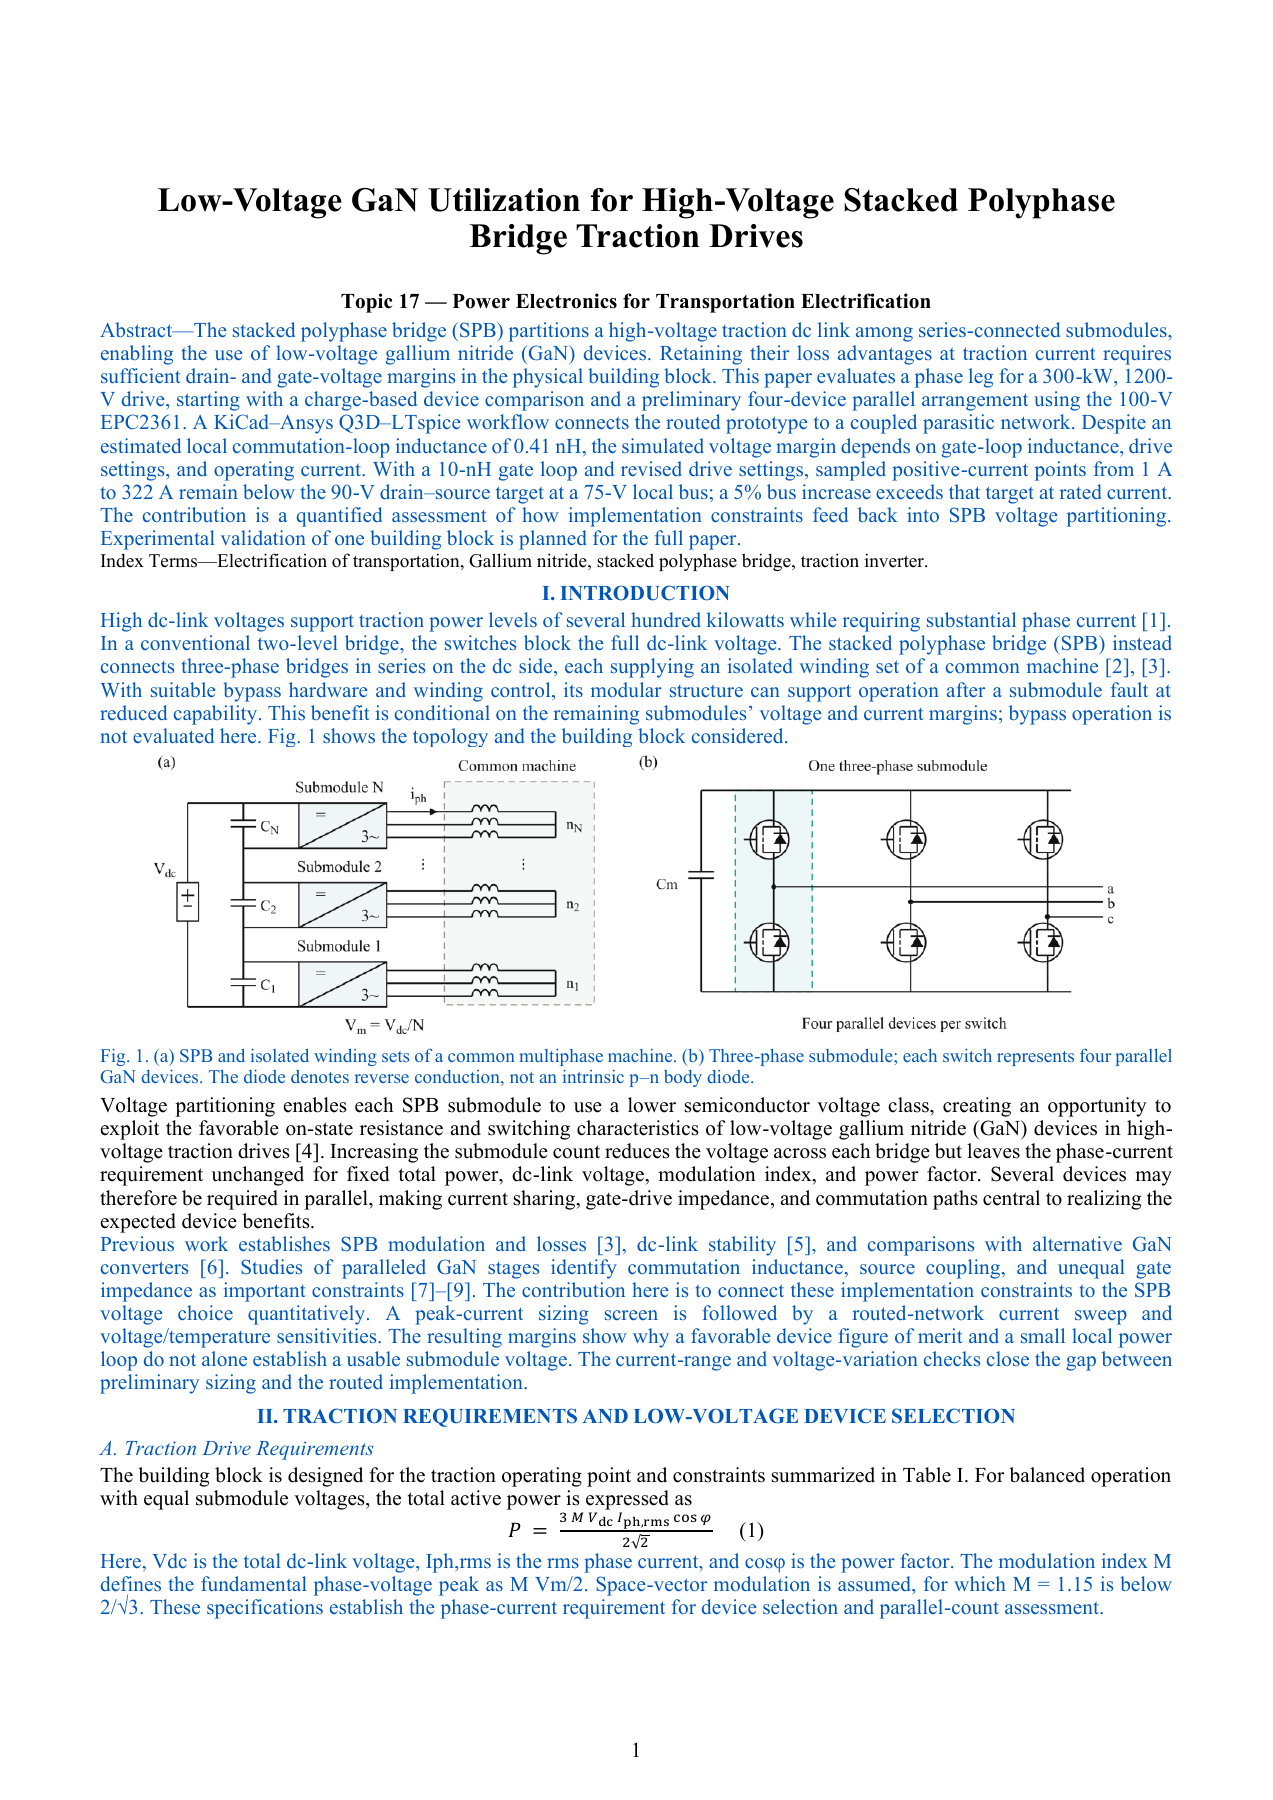 Low-Voltage GaN Utilization for High-Voltage Stacked Polyphase
Bridge Traction Drives
Topic 17 — Power Electronics for Transportation Electrification
Abstract—The stacked polyphase bridge (SPB) partitions a high-voltage traction dc link among series-connected submodules,
enabling the use of low-voltage gallium nitride (GaN) devices. Retaining their loss advantages at traction current requires
sufficient drain- and gate-voltage margins in the physical building block. This paper evaluates a phase leg for a 300-kW, 1200-
V drive, starting with a charge-based device comparison and a preliminary four-device parallel arrangement using the 100-V
EPC2361. A KiCad–Ansys Q3D–LTspice workflow connects the routed prototype to a coupled parasitic network. Despite an
estimated local commutation-loop inductance of 0.41 nH, the simulated voltage margin depends on gate-loop inductance, drive
settings, and operating current. With a 10-nH gate loop and revised drive settings, sampled positive-current points from 1 A
to 322 A remain below the 90-V drain–source target at a 75-V local bus; a 5% bus increase exceeds that target at rated current.
The contribution is a quantified assessment of how implementation constraints feed back into SPB voltage partitioning.
Experimental validation of one building block is planned for the full paper.
Index Terms—Electrification of transportation, Gallium nitride, stacked polyphase bridge, traction inverter.
I. INTRODUCTION
High dc-link voltages support traction power levels of several hundred kilowatts while requiring substantial phase current [1].
In a conventional two-level bridge, the switches block the full dc-link voltage. The stacked polyphase bridge (SPB) instead
connects three-phase bridges in series on the dc side, each supplying an isolated winding set of a common machine [2], [3].
With suitable bypass hardware and winding control, its modular structure can support operation after a submodule fault at
reduced capability. This benefit is conditional on the remaining submodules’ voltage and current margins; bypass operation is
not evaluated here. Fig. 1 shows the topology and the building block considered.
(a)
Common machine
Submodule N
iph
CN
=
3~
nN
Submodule 2
⋮
⋮
Vdc
C2
=
3~
n2
Submodule 1
C1
=
3~
n1
Vm = Vdc/N
(b)
One three-phase submodule
Cm
a
b
c
Four parallel devices per switch
Fig. 1. (a) SPB and isolated winding sets of a common multiphase machine. (b) Three-phase submodule; each switch represents four parallel
GaN devices. The diode denotes reverse conduction, not an intrinsic p–n body diode.
Voltage partitioning enables each SPB submodule to use a lower semiconductor voltage class, creating an opportunity to
exploit the favorable on-state resistance and switching characteristics of low-voltage gallium nitride (GaN) devices in high-
voltage traction drives [4]. Increasing the submodule count reduces the voltage across each bridge but leaves the phase-current
requirement unchanged for fixed total power, dc-link voltage, modulation index, and power factor. Several devices may
therefore be required in parallel, making current sharing, gate-drive impedance, and commutation paths central to realizing the
expected device benefits.
Previous work establishes SPB modulation and losses [3], dc-link stability [5], and comparisons with alternative GaN
converters [6]. Studies of paralleled GaN stages identify commutation inductance, source coupling, and unequal gate
impedance as important constraints [7]–[9]. The contribution here is to connect these implementation constraints to the SPB
voltage choice quantitatively. A peak-current sizing screen is followed by a routed-network current sweep and
voltage/temperature sensitivities. The resulting margins show why a favorable device figure of merit and a small local power
loop do not alone establish a usable submodule voltage. The current-range and voltage-variation checks close the gap between
preliminary sizing and the routed implementation.
II. TRACTION REQUIREMENTS AND LOW-VOLTAGE DEVICE SELECTION
A. Traction Drive Requirements
The building block is designed for the traction operating point and constraints summarized in Table I. For balanced operation
with equal submodule voltages, the total active power is expressed as
P = 3 M Vdc Iph,rms cos φ / 2√2 (1)
Here, Vdc is the total dc-link voltage, Iph,rms is the rms phase current, and cosφ is the power factor. The modulation index M
defines the fundamental phase-voltage peak as M Vm/2. Space-vector modulation is assumed, for which M = 1.15 is below
2/√3. These specifications establish the phase-current requirement for device selection and parallel-count assessment.
1